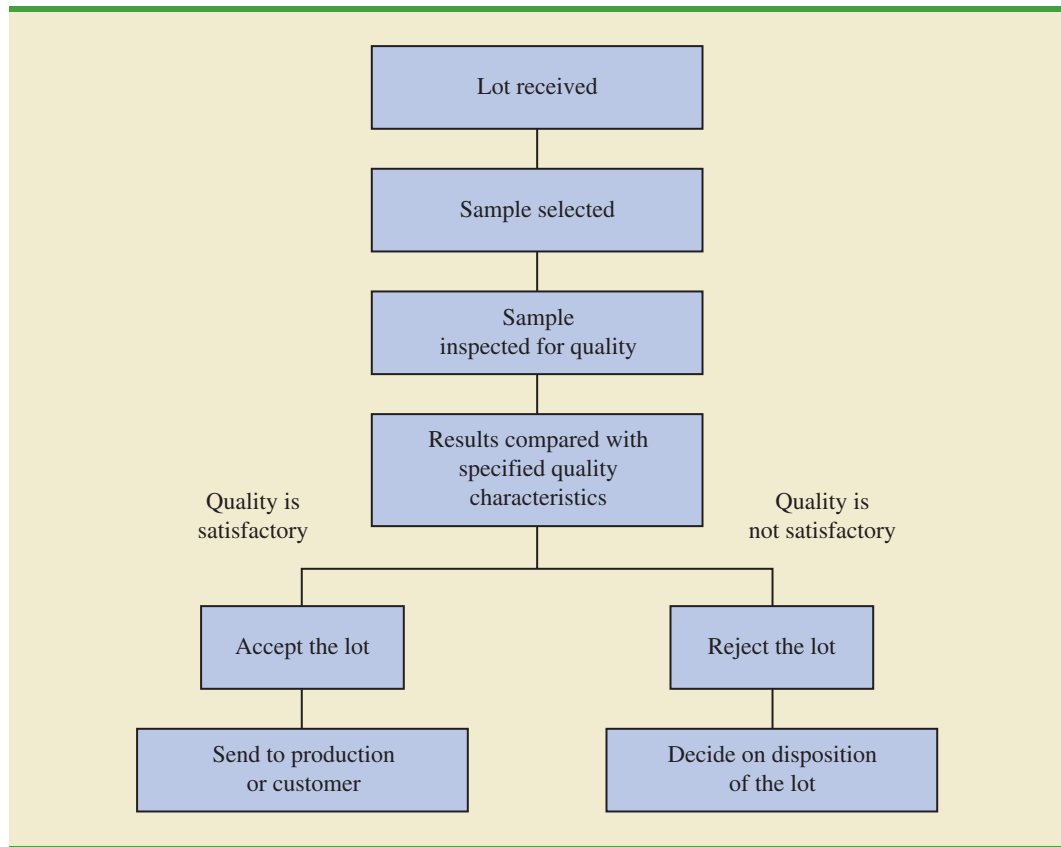 Lot received
Sample selected
Sample
inspected for quality
Results compared with
specified quality
characteristics
Quality is
satisfactory
Quality is
not satisfactory
Accept the lot
Reject the lot
Send to production
or customer
Decide on disposition
of the lot